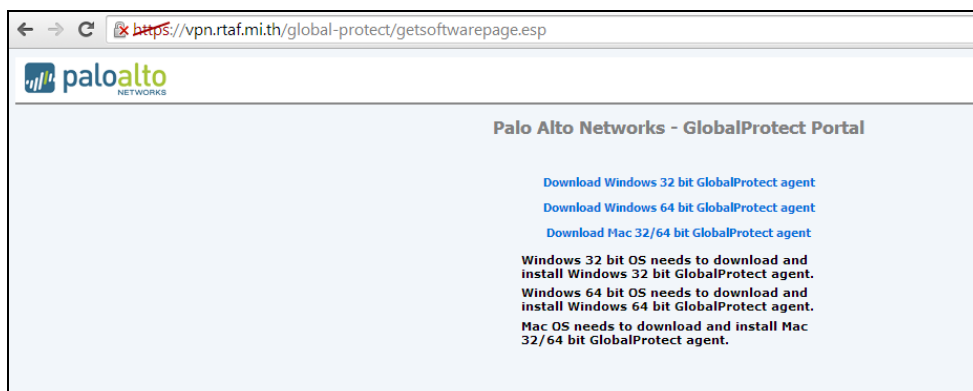 https://vpn.rtaf.mi.th/global-protect/getsoftwarepage.esp
paloalto
NETWORKS
Palo Alto Networks - GlobalProtect Portal
Download Windows 32 bit GlobalProtect agent
Download Windows 64 bit GlobalProtect agent
Download Mac 32/64 bit GlobalProtect agent
Windows 32 bit OS needs to download and
install Windows 32 bit GlobalProtect agent.
Windows 64 bit OS needs to download and
install Windows 64 bit GlobalProtect agent.
Mac OS needs to download and install Mac
32/64 bit GlobalProtect agent.